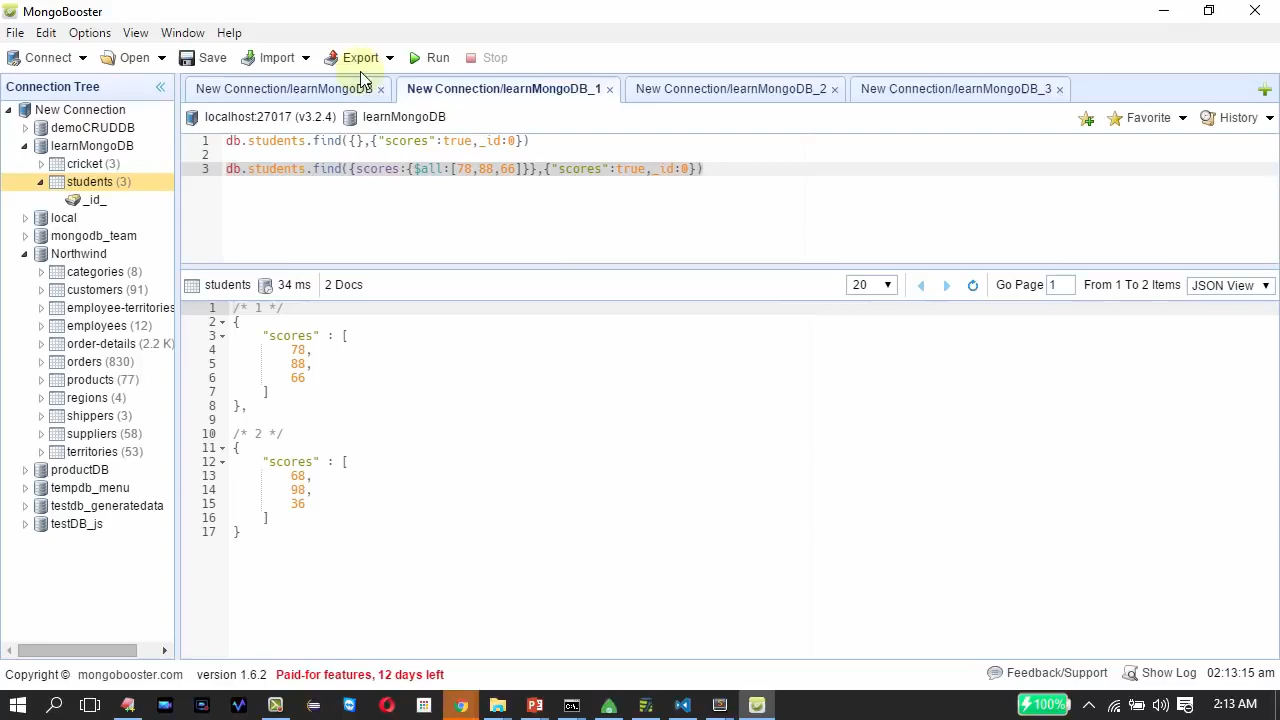 MongoBooster
File Edit Options View Window Help
Connect Open Save Import Export Run Stop
Connection Tree
New Connection/learnMongoDB × New Connection/learnMongoDB_1 × New Connection/learnMongoDB_2 × New Connection/learnMongoDB_3 ×
localhost:27017 (v3.2.4) learnMongoDB Favorite History
New Connection
demoCRUDDB
learnMongoDB
cricket (3)
students (3)
_id_
local
mongodb_team
Northwind
categories (8)
customers (91)
employee-territories
employees (12)
order-details (2.2 K)
orders (830)
products (77)
regions (4)
shippers (3)
suppliers (58)
territories (53)
productDB
tempdb_menu
testdb_generatedata
testDB_js
1 db.students.find({},{"scores":true,_id:0})
2
3 db.students.find({scores:{$all:[78,88,66]}},{"scores":true,_id:0})
students 34 ms 2 Docs 20 Go Page 1 From 1 To 2 Items JSON View
1 /* 1 */
2 {
3 "scores" : [
4 78,
5 88,
6 66
7 ]
8 },
9
10 /* 2 */
11 {
12 "scores" : [
13 68,
14 98,
15 36
16 ]
17 }
Copyright © mongobooster.com version 1.6.2 Paid-for features, 12 days left Feedback/Support Show Log 02:13:15 am
100% 2:13 AM